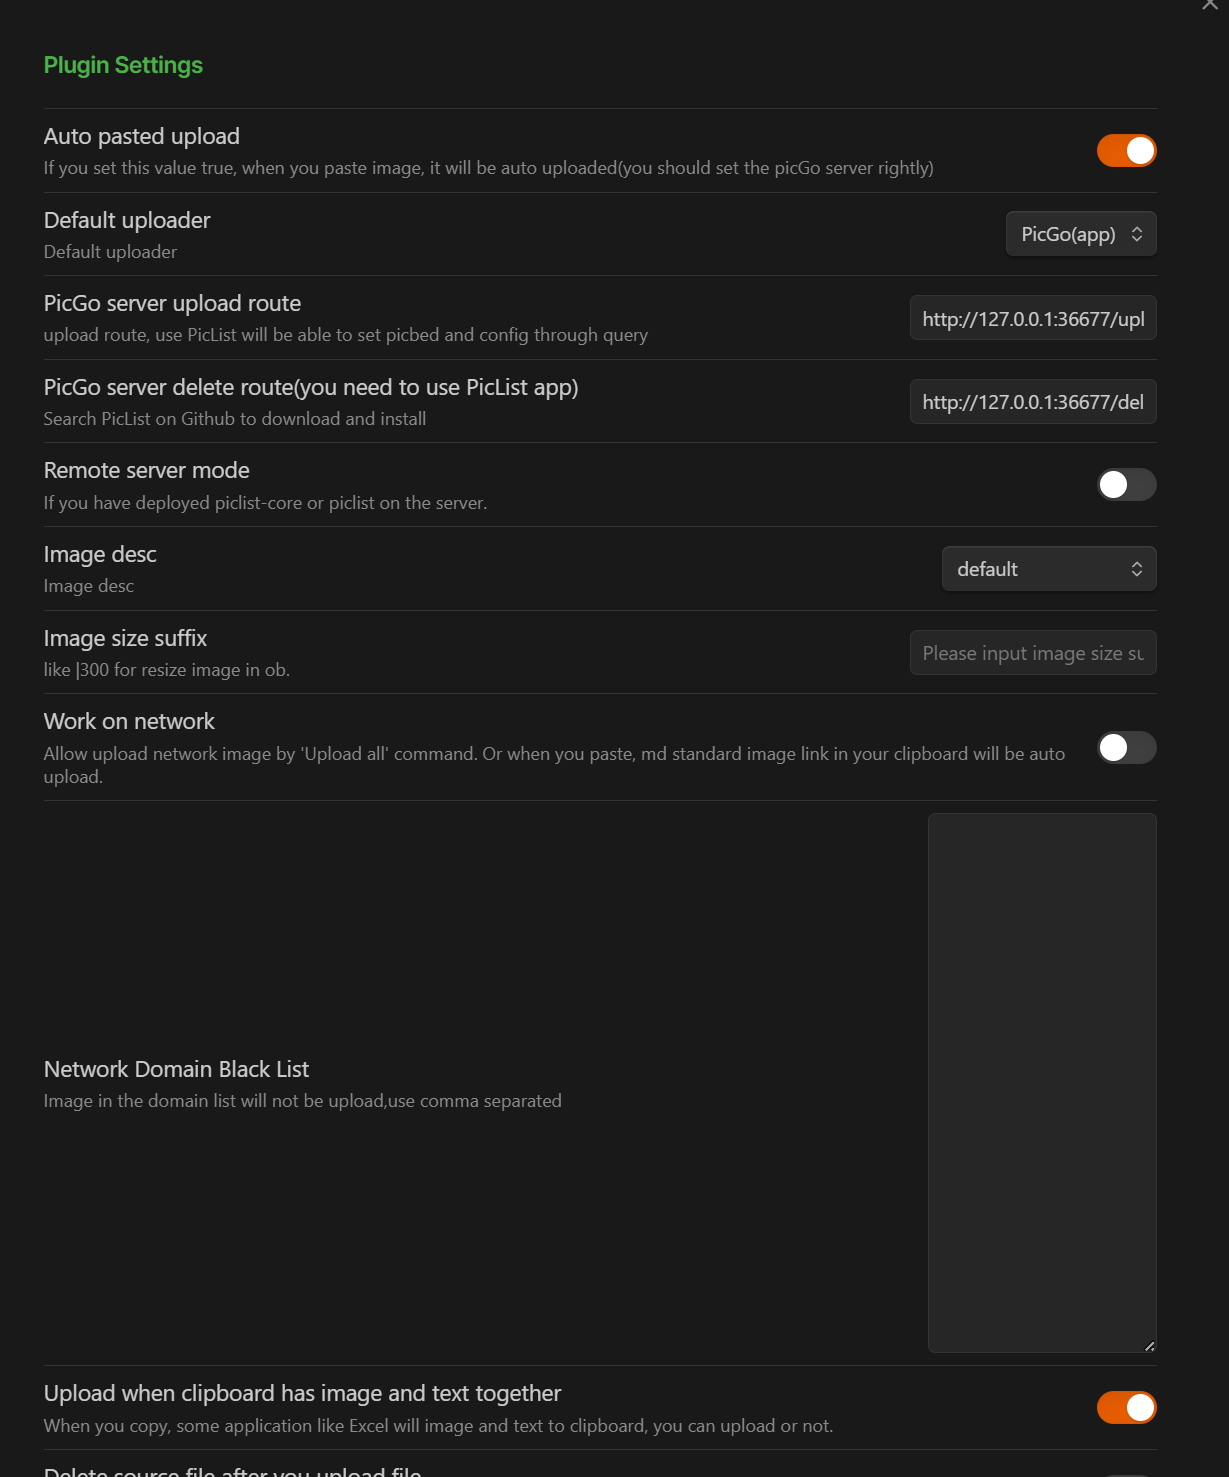 Plugin Settings
Auto pasted upload
If you set this value true, when you paste image, it will be auto uploaded(you should set the picGo server rightly)
Default uploader
Default uploader
PicGo(app)
PicGo server upload route
upload route, use PicList will be able to set picbed and config through query
http://127.0.0.1:36677/upl
PicGo server delete route(you need to use PicList app)
Search PicList on Github to download and install
http://127.0.0.1:36677/del
Remote server mode
If you have deployed piclist-core or piclist on the server.
Image desc
Image desc
default
Image size suffix
like |300 for resize image in ob.
Please input image size su
Work on network
Allow upload network image by 'Upload all' command. Or when you paste, md standard image link in your clipboard will be auto
upload.
Network Domain Black List
Image in the domain list will not be upload,use comma separated
Upload when clipboard has image and text together
When you copy, some application like Excel will image and text to clipboard, you can upload or not.
Delete source file after you upload file